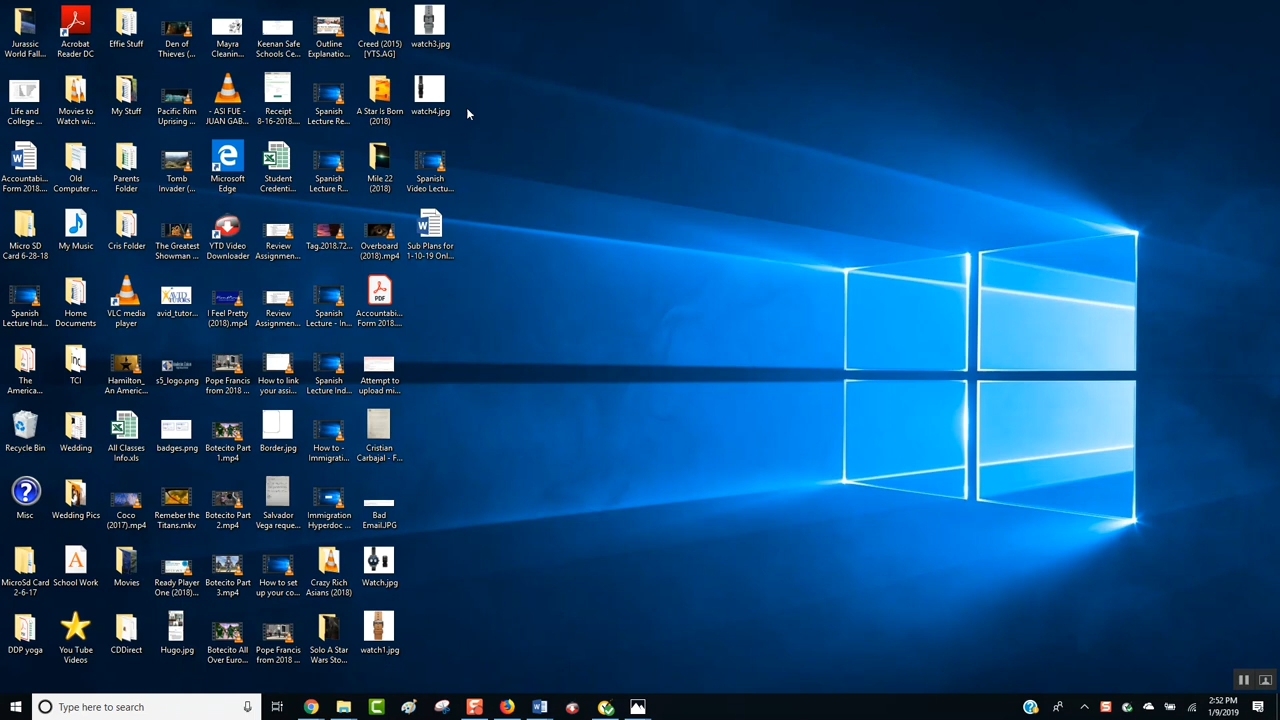 Jurassic
World Fall...
Acrobat
Reader DC
Effie Stuff
Den of
Thieves (...
Mayra
Cleanin...
Keenan Safe
Schools Ce...
Outline
Explanatio...
Creed (2015)
[YTS.AG]
watch3.jpg
Life and
College ...
Movies to
Watch wi...
My Stuff
Pacific Rim
Uprising ...
- ASI FUE -
JUAN GAB...
Receipt
8-16-2018....
Spanish
Lecture Re...
A Star Is Born
(2018)
watch4.jpg
Accountabi...
Form 2018....
Old
Computer ...
Parents
Folder
Tomb
Invader (...
Microsoft
Edge
Student
Credenti...
Spanish
Lecture R...
Mile 22
(2018)
Spanish
Video Lectu...
Micro SD
Card 6-28-18
My Music
Cris Folder
The Greatest
Showman ...
YTD Video
Downloader
Review
Assignmen...
Tag.2018.72...
Overboard
(2018).mp4
Sub Plans for
1-10-19 Onl...
Spanish
Lecture Ind...
Home
Documents
VLC media
player
avid_tutor...
I Feel Pretty
(2018).mp4
Review
Assignmen...
Spanish
Lecture - In...
PDF
Accountabi...
Form 2018....
The
America...
TCI
Hamilton_
An Americ...
s5_logo.png
Pope Francis
from 2018 ...
How to link
your assi...
Spanish
Lecture Ind...
Attempt to
upload mi...
Recycle Bin
Wedding
All Classes
Info.xls
badges.png
Botecito Part
1.mp4
Border.jpg
How to -
Immigrati...
Cristian
Carbajal - F...
Misc
Wedding Pics
Coco
(2017).mp4
Remeber the
Titans.mkv
Botecito Part
2.mp4
Salvador
Vega reque...
Immigration
Hyperdoc ...
Bad
Email.JPG
MicroSd Card
2-6-17
School Work
Movies
Ready Player
One (2018)...
Botecito Part
3.mp4
How to set
up your co...
Crazy Rich
Asians (2018)
Watch.jpg
DDP yoga
You Tube
Videos
CDDirect
Hugo.jpg
Botecito All
Over Euro...
Pope Francis
from 2018 ...
Solo A Star
Wars Sto...
watch1.jpg
Type here to search
2:52 PM
1/9/2019